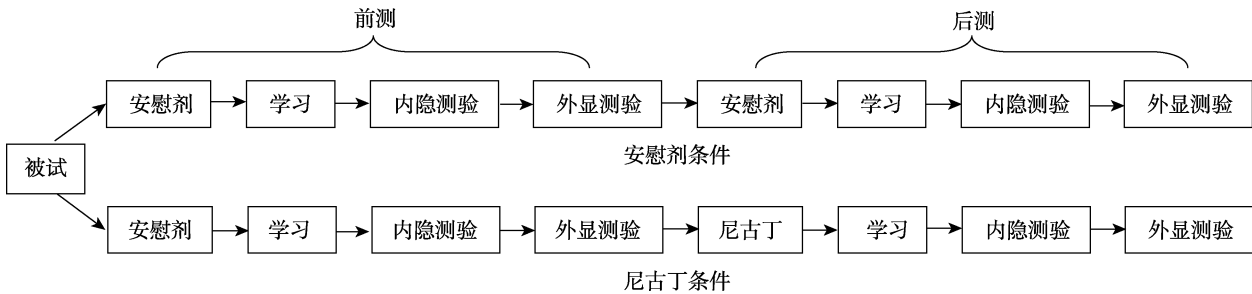 前测 后测
安慰剂 学习 内隐测验 外显测验 安慰剂 学习 内隐测验 外显测验
安慰剂条件
被试
安慰剂 学习 内隐测验 外显测验 尼古丁 学习 内隐测验 外显测验
尼古丁条件